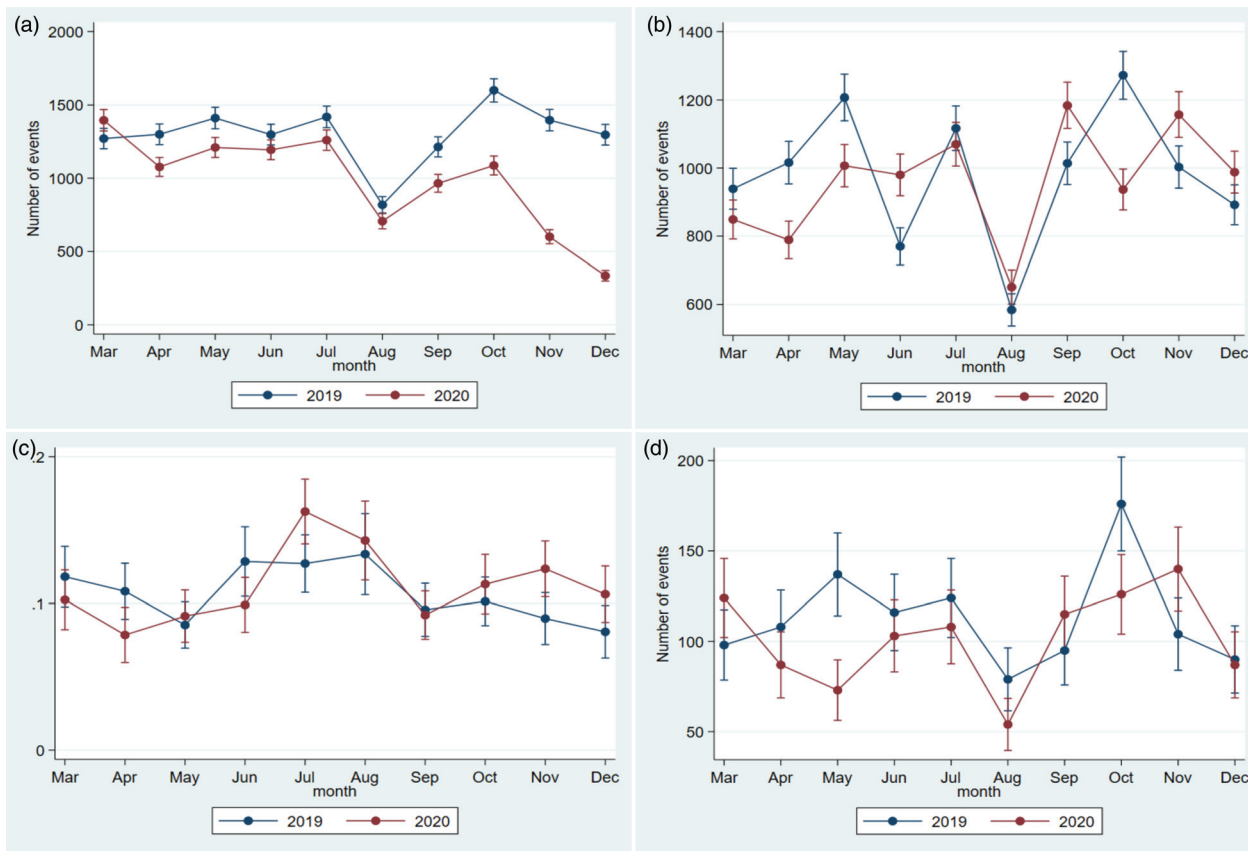 (a)
Number of events
2000
1500
1000
500
0
Mar Apr May Jun Jul Aug Sep Oct Nov Dec
month
2019 2020
(b)
Number of events
1400
1200
1000
800
600
Mar Apr May Jun Jul Aug Sep Oct Nov Dec
month
2019 2020
(c)
.2
.1
0
Mar Apr May Jun Jul Aug Sep Oct Nov Dec
month
2019 2020
(d)
Number of events
200
150
100
50
Mar Apr May Jun Jul Aug Sep Oct Nov Dec
month
2019 2020